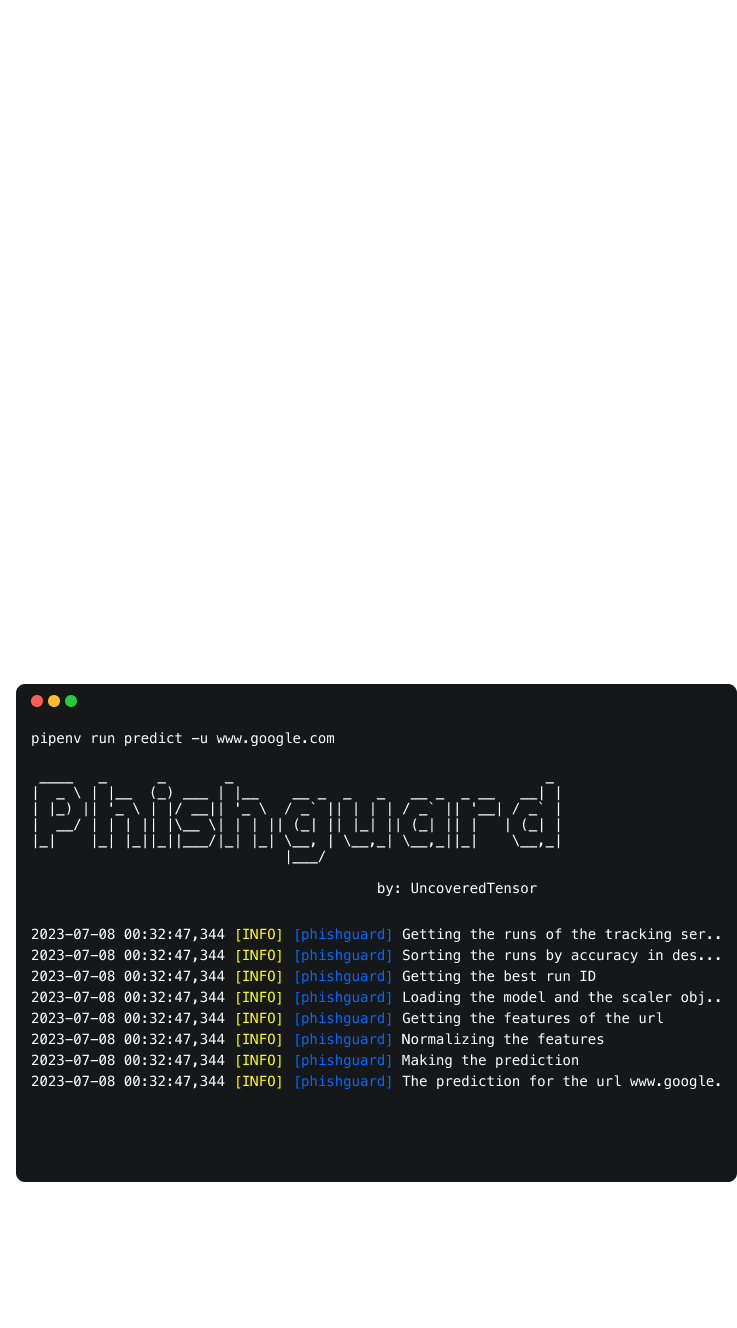 pipenv run predict -u www.google.com
Phishguard
by: UncoveredTensor
2023-07-08 00:32:47,344 [INFO] [phishguard] Getting the runs of the tracking ser..
2023-07-08 00:32:47,344 [INFO] [phishguard] Sorting the runs by accuracy in des...
2023-07-08 00:32:47,344 [INFO] [phishguard] Getting the best run ID
2023-07-08 00:32:47,344 [INFO] [phishguard] Loading the model and the scaler obj..
2023-07-08 00:32:47,344 [INFO] [phishguard] Getting the features of the url
2023-07-08 00:32:47,344 [INFO] [phishguard] Normalizing the features
2023-07-08 00:32:47,344 [INFO] [phishguard] Making the prediction
2023-07-08 00:32:47,344 [INFO] [phishguard] The prediction for the url www.google.